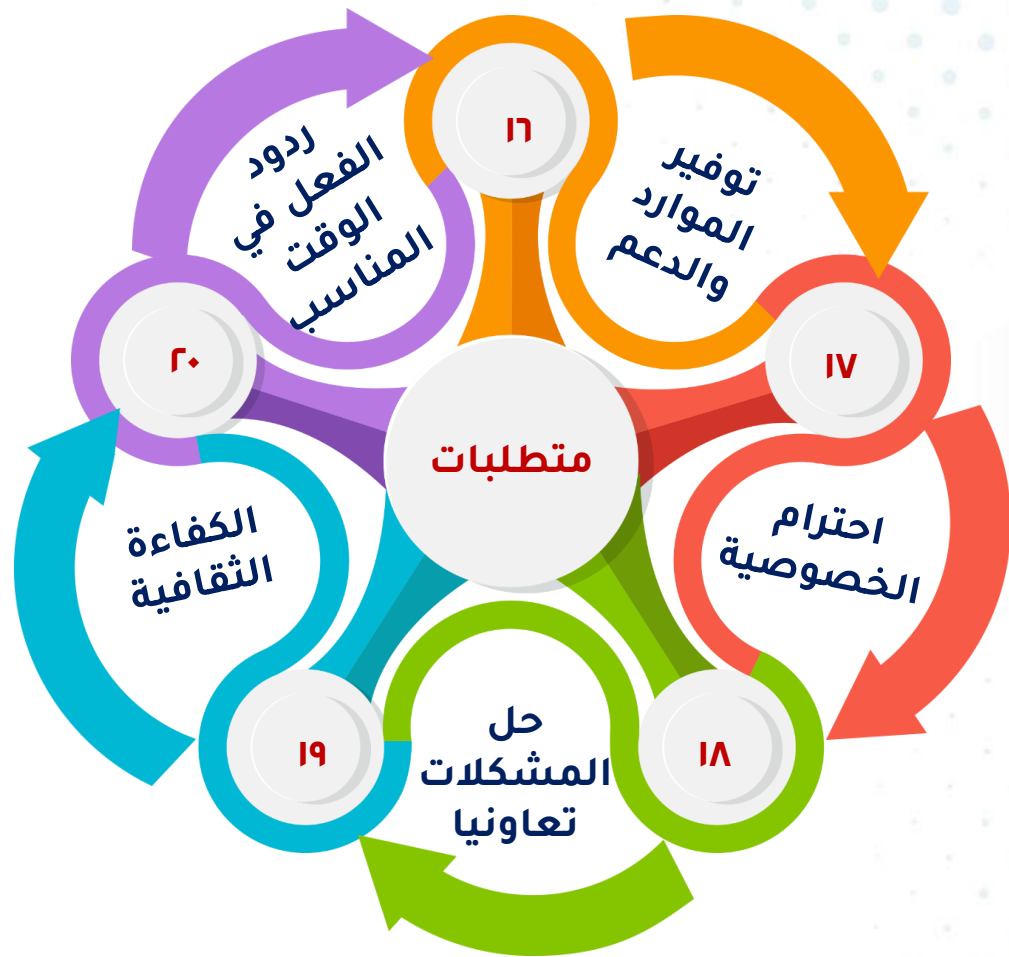 متطلبات
١٦
توفير
الموارد
والدعم
١٧
احترام
الخصوصية
١٨
حل
المشكلات
تعاونيا
١٩
الكفاءة
الثقافية
٢٠
ردود
الفعل في
الوقت
المناسب